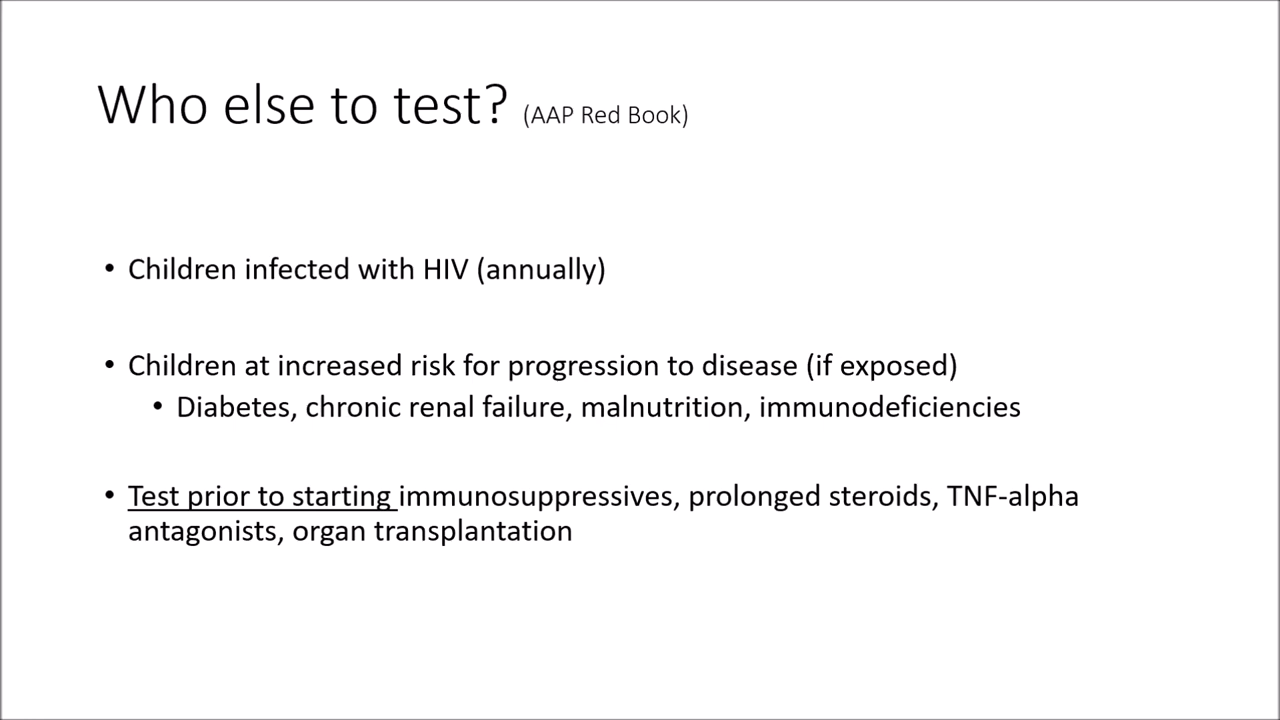 Who else to test? (AAP Red Book)
• Children infected with HIV (annually)
• Children at increased risk for progression to disease (if exposed)
• Diabetes, chronic renal failure, malnutrition, immunodeficiencies
• Test prior to starting immunosuppressives, prolonged steroids, TNF-alpha
antagonists, organ transplantation